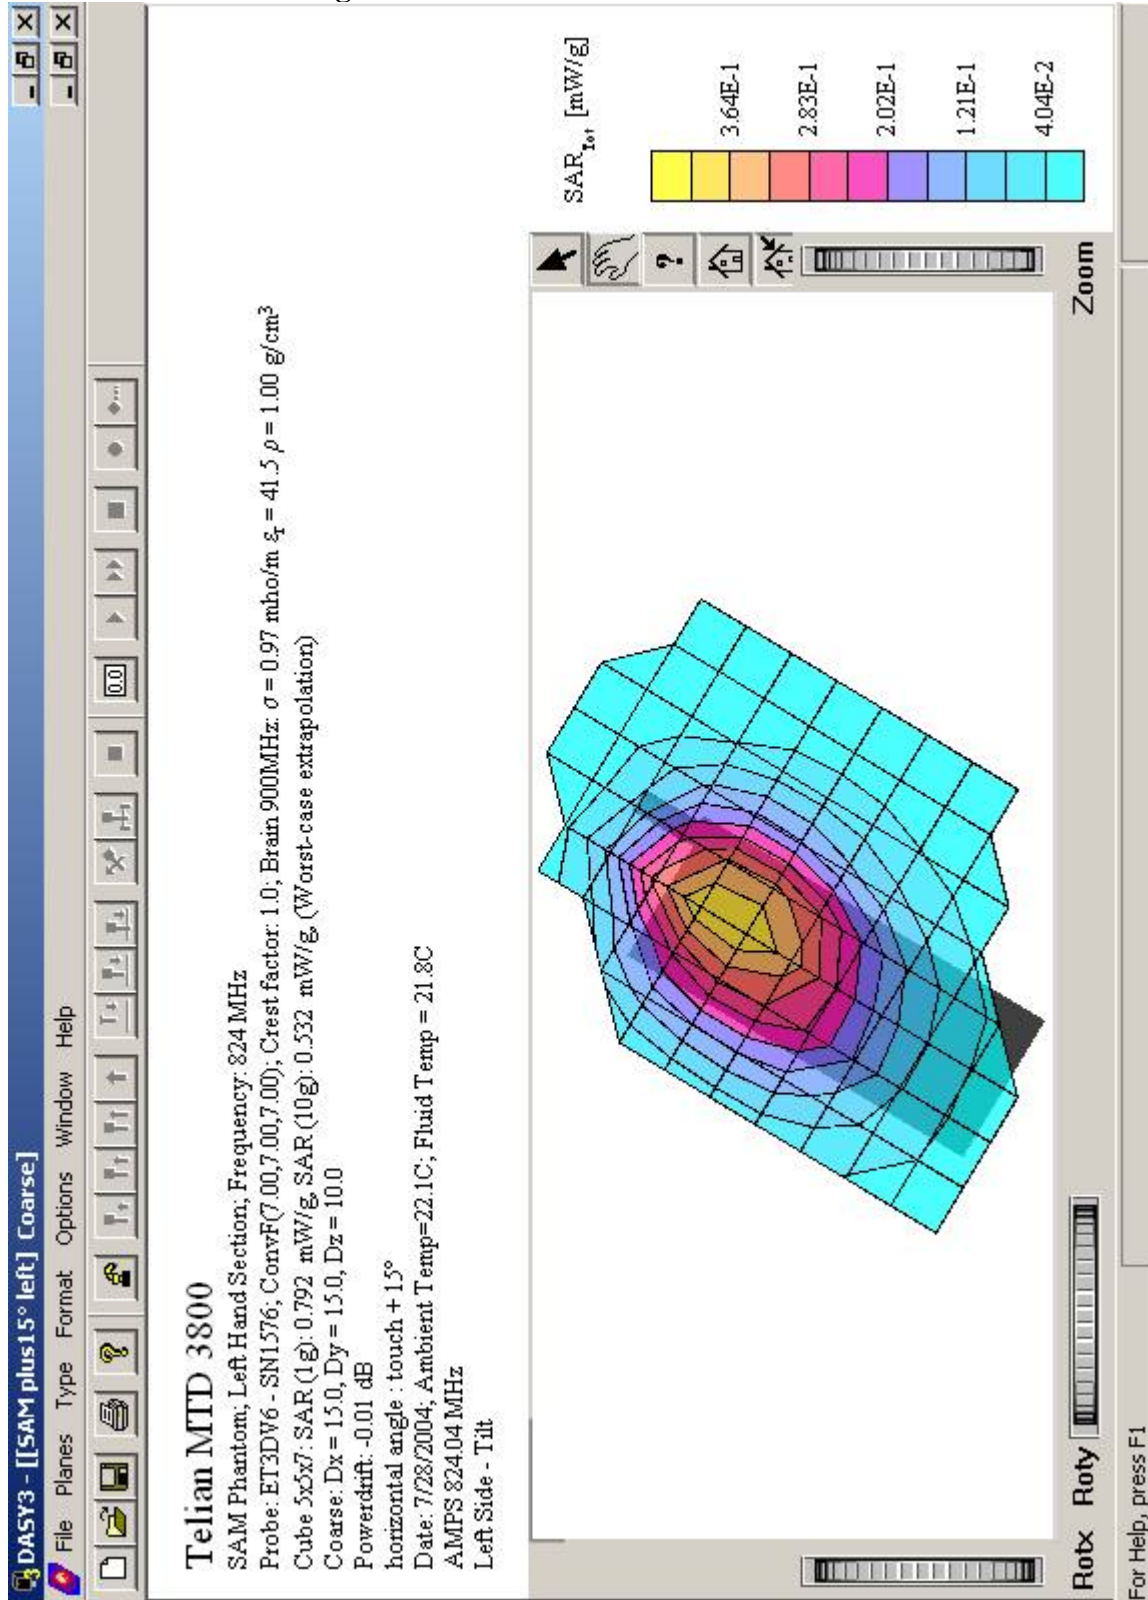 DASY3 - [[SAM plus15° left] Coarse]
File Planes Type Format Options Window Help
0.0
Telian MTD 3800
SAM Phantom; Left Hand Section; Frequency: 824 MHz
Probe: ET3DV6 - SN1576; ConvF(7.00,7.00,7.00); Crest factor: 1.0; Brain 900MHz: σ = 0.97 mho/m εr = 41.5 ρ = 1.00 g/cm³
Cube 5x5x7: SAR (1g): 0.792 mW/g, SAR (10g): 0.532 mW/g, (Worst-case extrapolation)
Coarse: Dx = 15.0, Dy = 15.0, Dz = 10.0
Powerdrift: -0.01 dB
horizontal angle : touch + 15°
Date: 7/28/2004; Ambient Temp=22.1C; Fluid Temp = 21.8C
AMPS 824.04 MHz
Left Side - Tilt
SARTot [mW/g]
3.64E-1
2.83E-1
2.02E-1
1.21E-1
4.04E-2
Rotx Roty Zoom
For Help, press F1